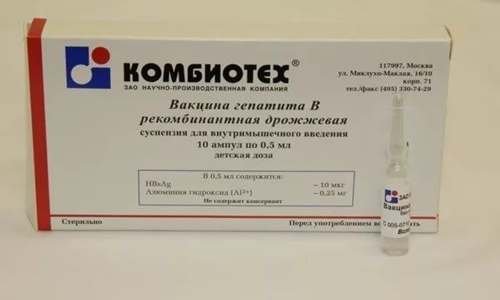 КОМБИОТЕХ®
ЗАО НАУЧНО-ПРОИЗВОДСТВЕННАЯ КОМПАНИЯ
117997, Москва
ул. Миклухо-Маклая, 16/10
корп. 71
тел./факс (495) 330-74-29
Вакцина гепатита B
рекомбинантная дрожжевая
суспензия для внутримышечного введения
10 ампул по 0,5 мл
детская доза
В 0,5 мл содержится:
HBsAg – 10 мкг
Алюминия гидроксид (Al³⁺) – 0,25 мг
Не содержит консервант
Стерильно
Перед употреблением
ЗАО
Вакцина